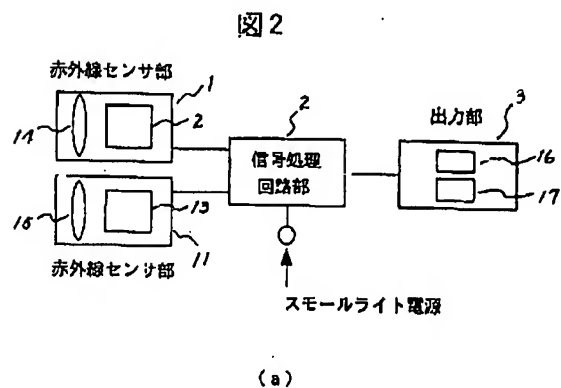 図2
赤外線センサ部
1
14
2
2
信号処理
回路部
出力部
3
16
17
15
13
11
赤外線センサ部
スモールライト電源
(a)